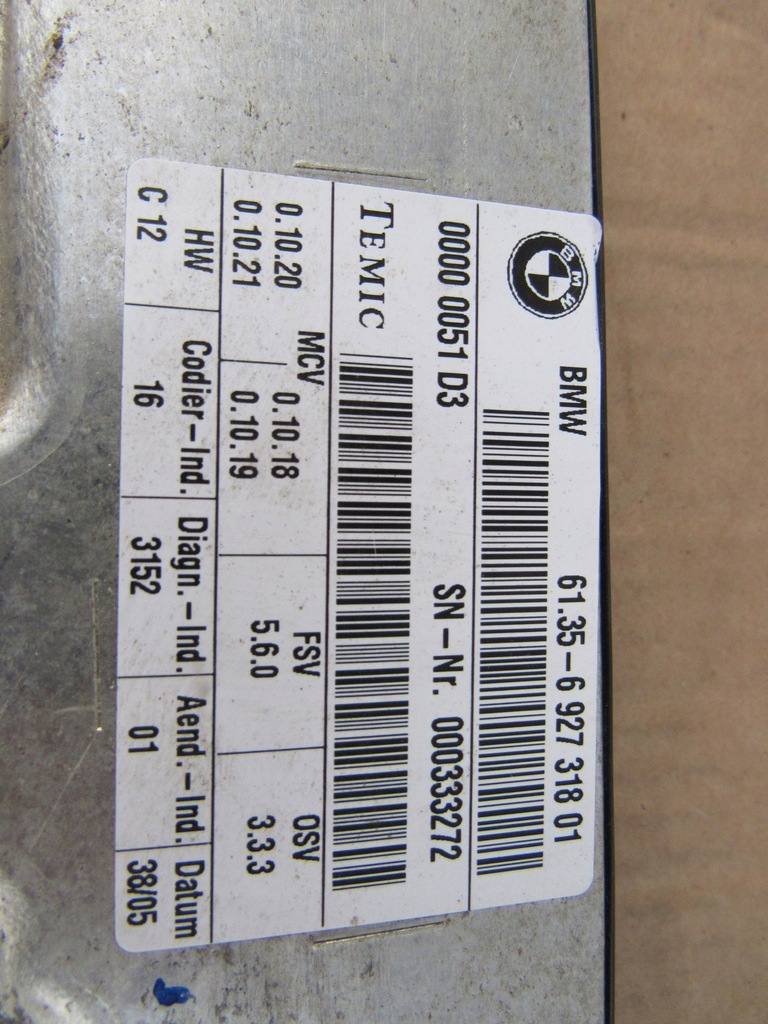 BMW
BMW 61.35-6 927 318 01
0000 0051 D3 SN-Nr. 000333272
TEMIC
MCV FSV OSV
0.10.20 0.10.18 5.6.0 3.3.3
0.10.21 0.10.19
HW Codier-Ind. Diagn.-Ind. Aend.-Ind. Datum
C 12 16 3152 01 38/05